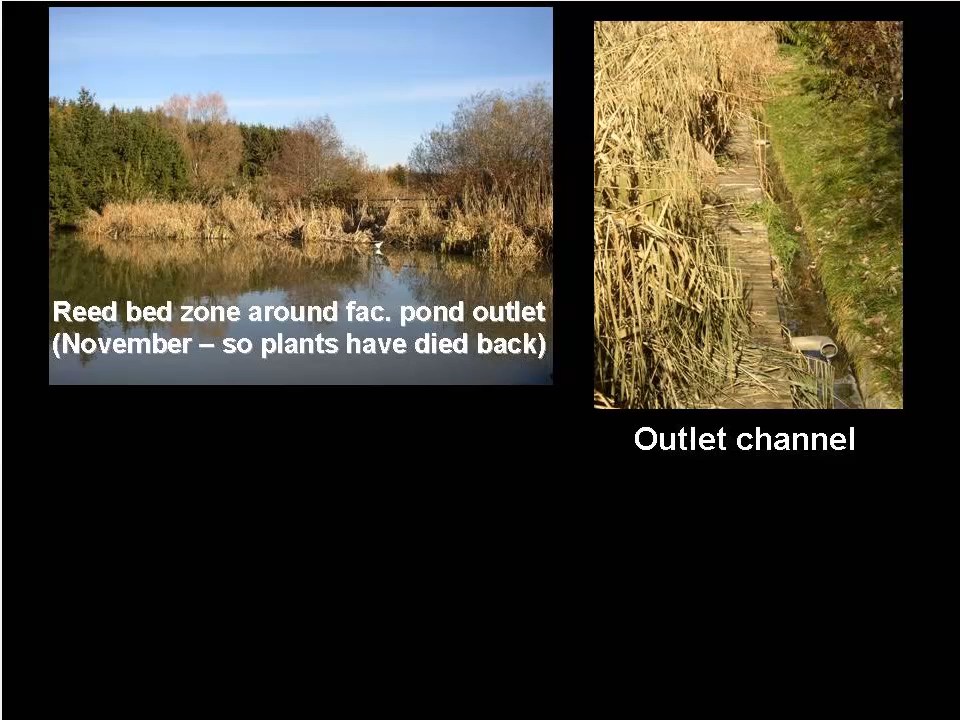 Reed bed zone around fac. pond outlet
(November – so plants have died back)
Outlet channel